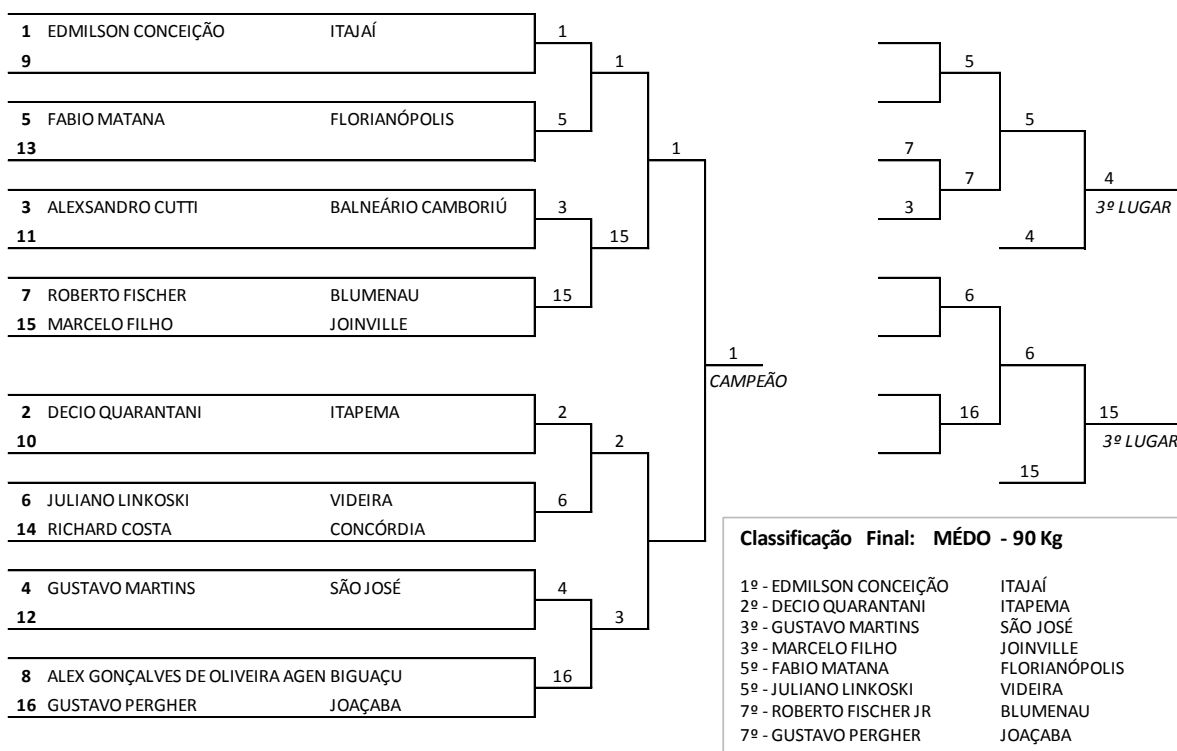 1 EDMILSON CONCEIÇÃO ITAJAÍ
9
5 FABIO MATANA FLORIANÓPOLIS
13
3 ALEXSANDRO CUTTI BALNEÁRIO CAMBORIÚ
11
7 ROBERTO FISCHER BLUMENAU
15 MARCELO FILHO JOINVILLE
2 DECIO QUARANTANI ITAPEMA
10
6 JULIANO LINKOSKI VIDEIRA
14 RICHARD COSTA CONCÓRDIA
4 GUSTAVO MARTINS SÃO JOSÉ
12
8 ALEX GONÇALVES DE OLIVEIRA AGEN BIGUAÇU
16 GUSTAVO PERGHER JOAÇABA
1
5
3
15
2
6
4
16
1
15
2
3
1
1
CAMPEÃO
7
3
5
7
5
4
4
3º LUGAR
6
16
6
15
15
3º LUGAR
Classificação Final: MÉDO - 90 Kg
1º - EDMILSON CONCEIÇÃO ITAJAÍ
2º - DECIO QUARANTANI ITAPEMA
3º - GUSTAVO MARTINS SÃO JOSÉ
3º - MARCELO FILHO JOINVILLE
5º - FABIO MATANA FLORIANÓPOLIS
5º - JULIANO LINKOSKI VIDEIRA
7º - ROBERTO FISCHER JR BLUMENAU
7º - GUSTAVO PERGHER JOAÇABA